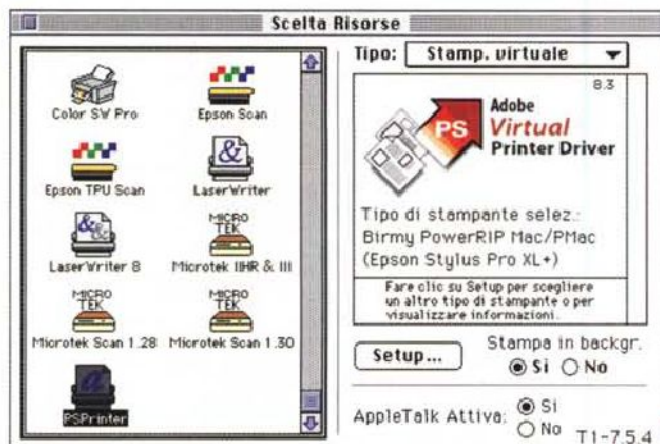 Scelta Risorse
Color SW Pro
Epson Scan
Epson TPU Scan
LaserWriter
LaserWriter 8
MICRO TEK
Microtek IIHR & III
MICRO TEK
Microtek Scan 1.28
MICRO TEK
Microtek Scan 1.30
PSPrinter
Tipo: Stamp. virtuale
8.3
PS
Adobe
Virtual
Printer Driver
Tipo di stampante selez.:
Birmy PowerRIP Mac/PMac
(Epson Stylus Pro XL+)
Fare clic su Setup per scegliere
un altro tipo di stampante o per
visualizzare informazioni.
Setup...
Stampa in backgr.
Si No
AppleTalk Attiva: Si
No
T1-7.5.4